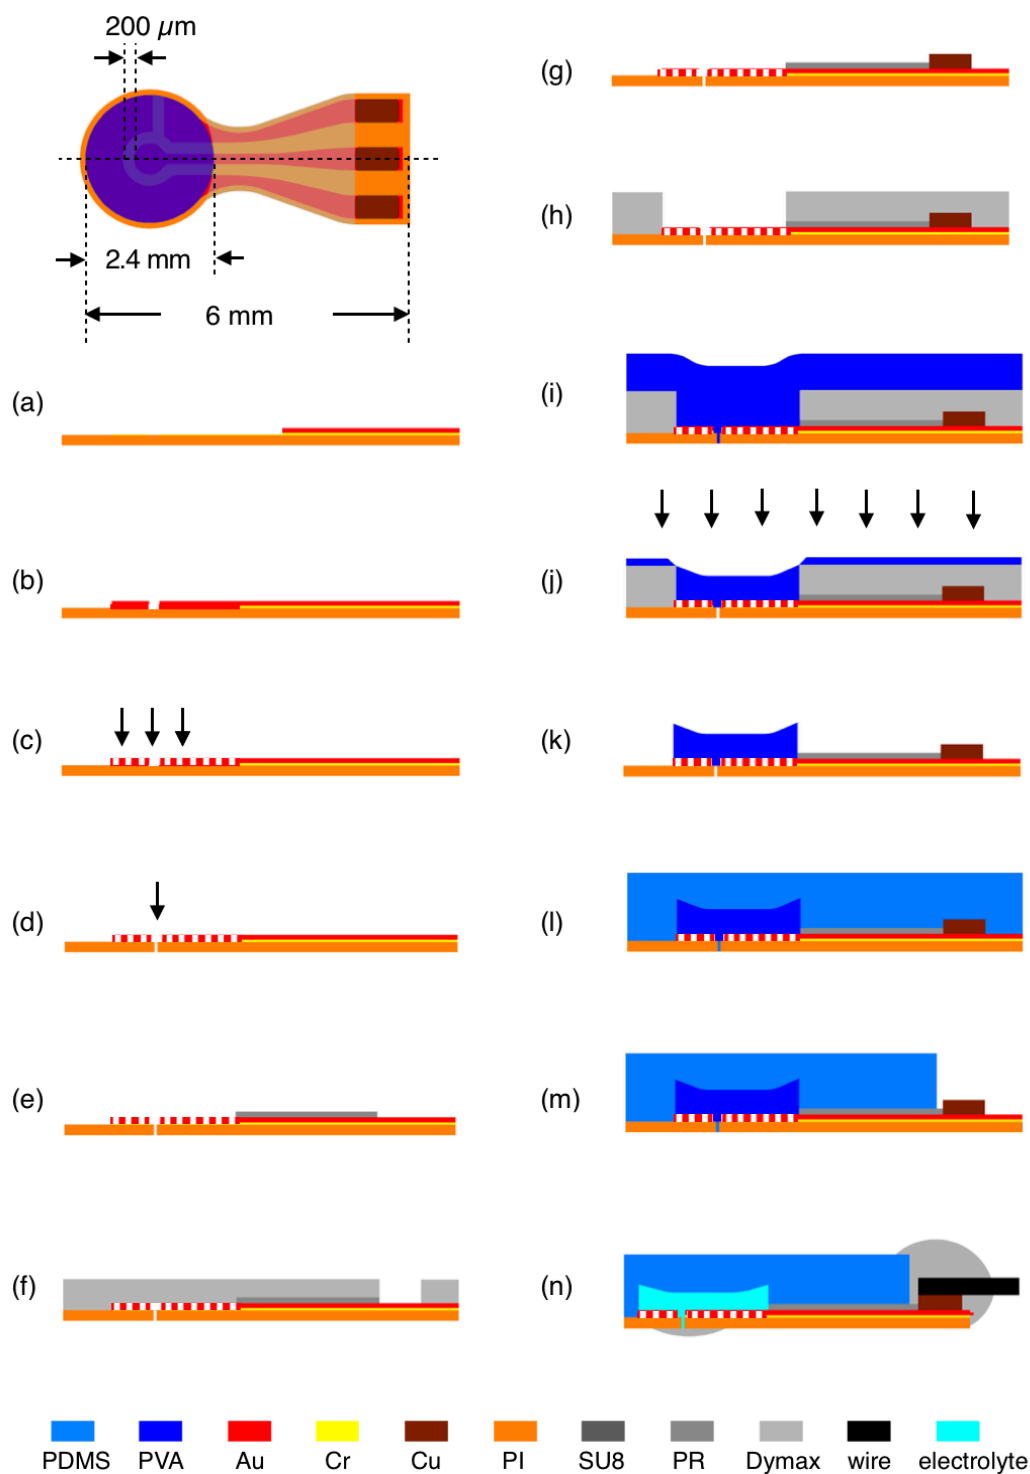 200 µm
2.4 mm
6 mm
(a)
(b)
(c)
(d)
(e)
(f)
(g)
(h)
(i)
(j)
(k)
(l)
(m)
(n)
PDMS PVA Au Cr Cu PI SU8 PR Dymax wire electrolyte